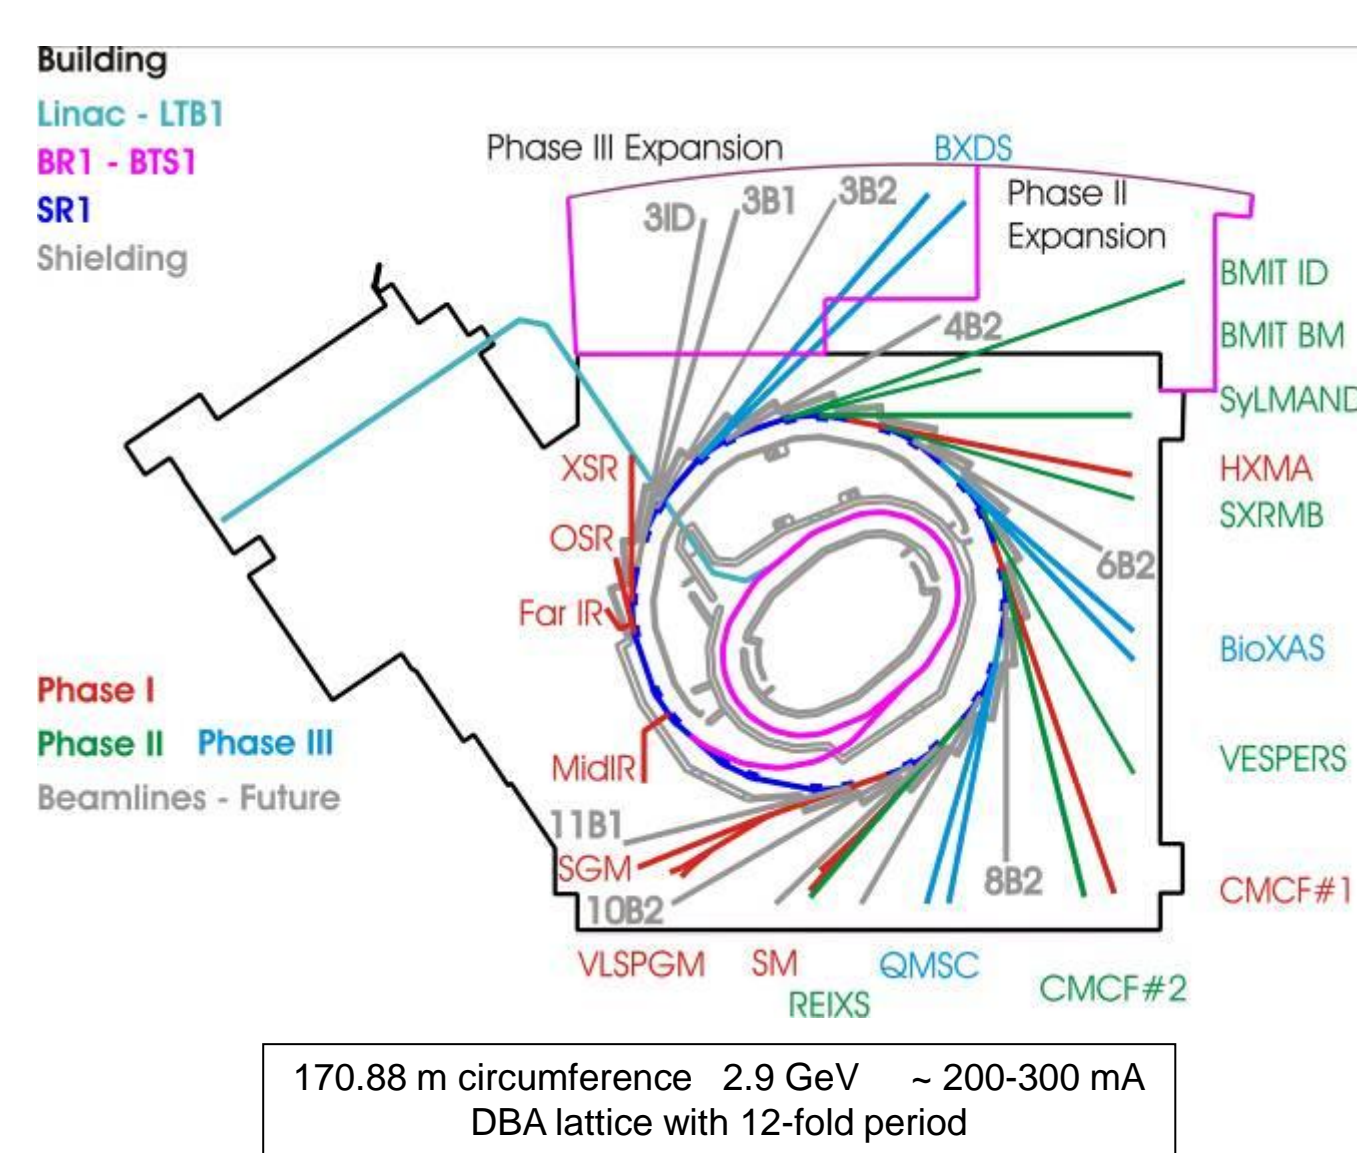 Building
Linac - LTB1
BR1 - BTS1
SR1
Shielding
Phase III Expansion
BXDS
Phase II
Expansion
3ID
3B1
3B2
4B2
BMIT ID
BMIT BM
SyLMAND
HXMA
SXRMB
6B2
BioXAS
VESPERS
CMCF#1
XSR
OSR
Far IR
MidIR
11B1
SGM
10B2
8B2
VLSPGM
SM
REIXS
QMSC
CMCF#2
Phase I
Phase II Phase III
Beamlines - Future
170.88 m circumference 2.9 GeV ~ 200-300 mA
DBA lattice with 12-fold period